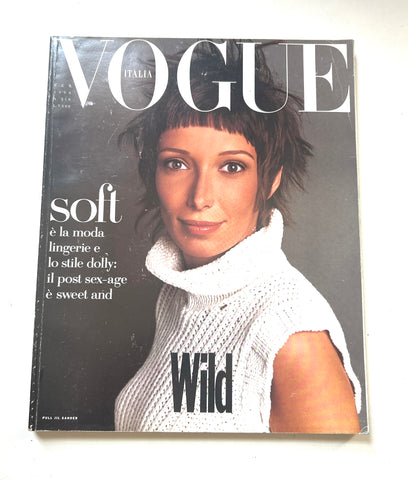 VOGUE
ITALIA
soft
è la moda
lingerie e
lo stile dolly:
il post sex-age
è sweet and
Wild
PULL JIL SANDER